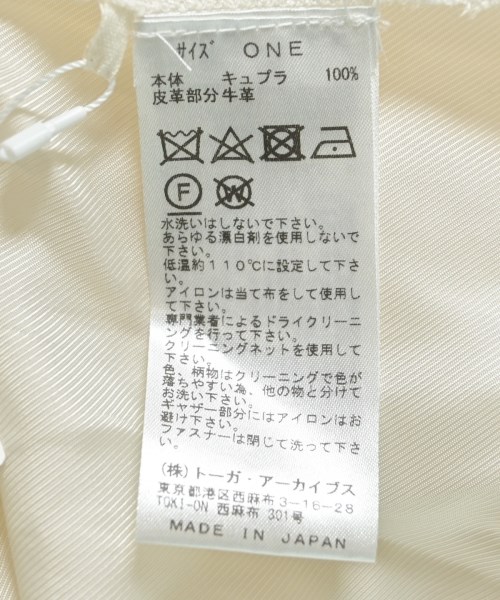 サイズ ONE
本体 キュプラ 100%
皮革部分 牛革
F W
水洗いはしないで下さい。
あらゆる漂白剤を使用しないで
下さい。
低温約110℃に設定して下さ
い。
アイロンは当て布をして使用し
て下さい。
専門業者によるドライクリーニ
ングを行って下さい。
クリーニングネットを使用して
下さい。
色、柄物はクリーニングで色が
落ちやすい為、他の物と分けて
お洗い下さい。
ギャザー部分にはアイロンはお
避け下さい。
ファスナーは閉じて洗って下さ
い。
(株)トーガ・アーカイブス
東京都港区西麻布3-16-28
TOKI-ON 西麻布 301号
MADE IN JAPAN